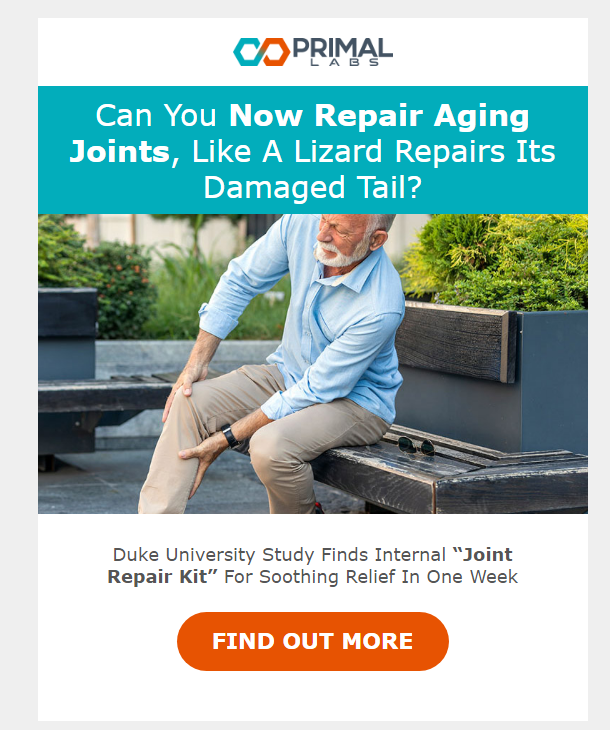 PRIMAL
LABS
Can You Now Repair Aging
Joints, Like A Lizard Repairs Its
Damaged Tail?
Duke University Study Finds Internal “Joint
Repair Kit” For Soothing Relief In One Week
FIND OUT MORE